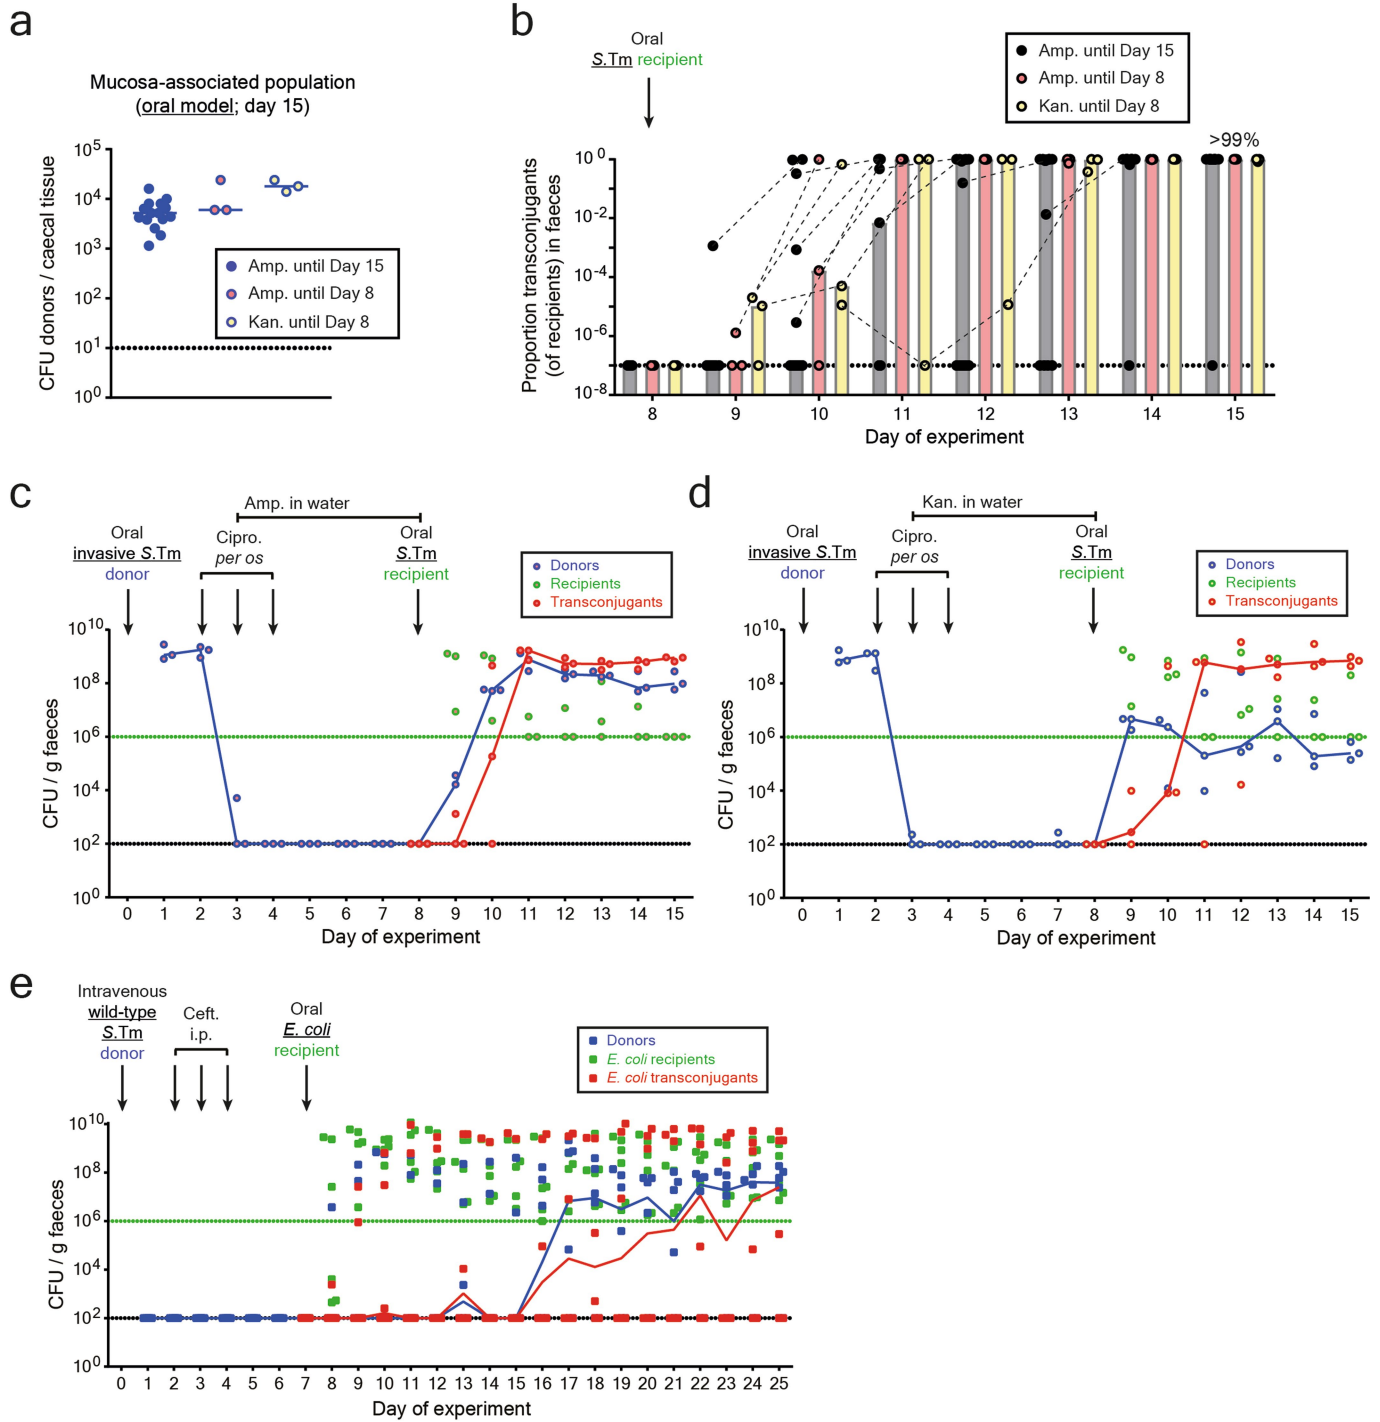 a
Mucosa-associated population
(oral model; day 15)
CFU donors / caecal tissue
10^5
10^4
10^3
10^2
10^1
10^0
Amp. until Day 15
Amp. until Day 8
Kan. until Day 8
b
Oral
S.Tm recipient
Amp. until Day 15
Amp. until Day 8
Kan. until Day 8
>99%
Proportion transconjugants
(of recipients) in faeces
10^0
10^-2
10^-4
10^-6
10^-8
8 9 10 11 12 13 14 15
Day of experiment
c
Amp. in water
Oral
invasive S.Tm
donor
Cipro.
per os
Oral
S.Tm
recipient
Donors
Recipients
Transconjugants
CFU / g faeces
10^10
10^8
10^6
10^4
10^2
10^0
0 1 2 3 4 5 6 7 8 9 10 11 12 13 14 15
Day of experiment
d
Kan. in water
Oral
invasive S.Tm
donor
Cipro.
per os
Oral
S.Tm
recipient
Donors
Recipients
Transconjugants
CFU / g faeces
10^10
10^8
10^6
10^4
10^2
10^0
0 1 2 3 4 5 6 7 8 9 10 11 12 13 14 15
Day of experiment
e
Intravenous
wild-type
S.Tm
donor
Ceft.
i.p.
Oral
E. coli
recipient
Donors
E. coli recipients
E. coli transconjugants
CFU / g faeces
10^10
10^8
10^6
10^4
10^2
10^0
0 1 2 3 4 5 6 7 8 9 10 11 12 13 14 15 16 17 18 19 20 21 22 23 24 25
Day of experiment